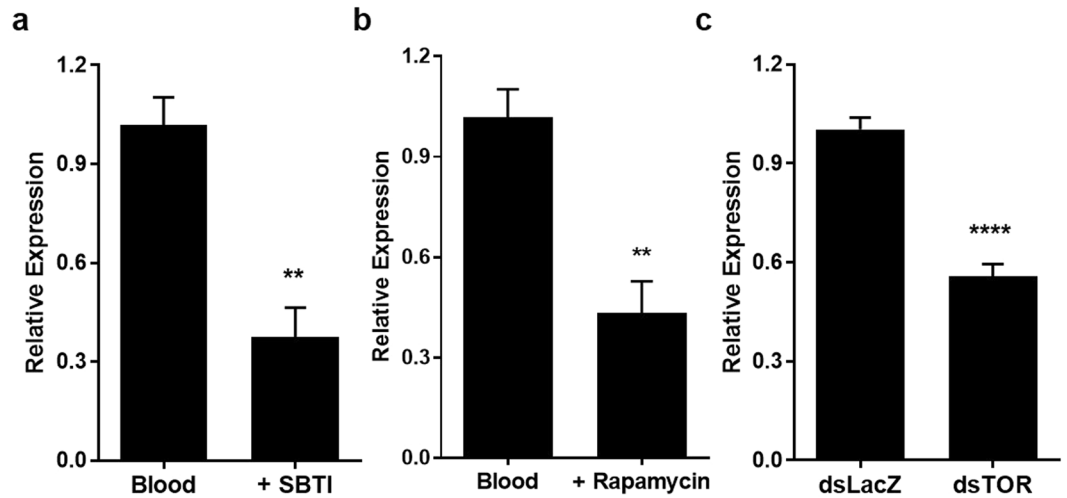 a
Relative Expression
1.2
0.9
0.6
0.3
0.0
**
Blood
+ SBTI
b
Relative Expression
1.2
0.9
0.6
0.3
0.0
**
Blood
+ Rapamycin
c
Relative Expression
1.2
0.9
0.6
0.3
0.0
****
dsLacZ
dsTOR